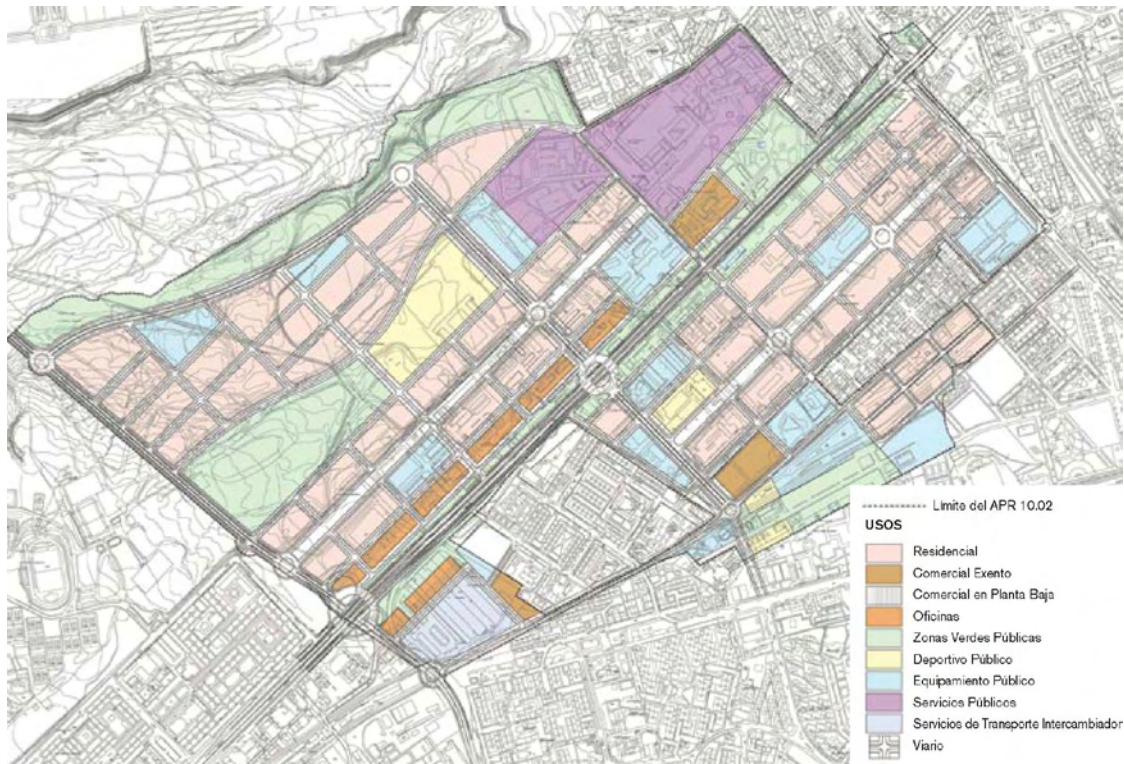 Límite del APR 10.02
USOS
Residencial
Comercial Exento
Comercial en Planta Baja
Oficinas
Zonas Verdes Públicas
Deportivo Público
Equipamiento Público
Servicios Públicos
Servicios de Transporte Intercambiador
Viario